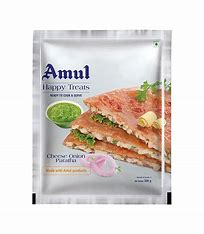 Amul
Happy Treats
READY TO COOK & SERVE
Cheese Onion
Paratha
Made with Amul products